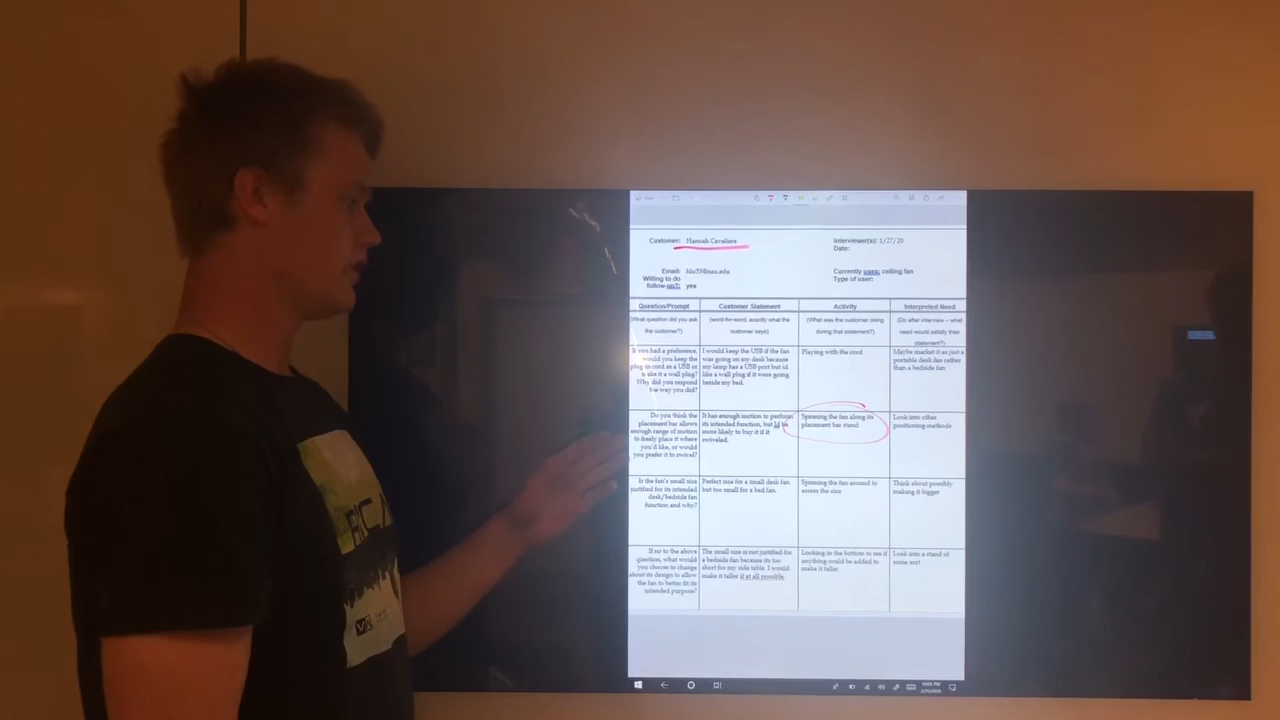 Customer: Hannah Cavaliere
Interviewer(s): 1/27/20
Date:
Email:
Willing to do
follow up?: yes
Currently uses: ceiling fan
Type of user:
Question/Prompt
(What question did you ask
the customer?)
Customer Statement
(word-for-word, exactly what the
customer says)
Activity
(What was the customer doing
during that statement?)
Interpreted Need
(Do after interview – what
need would satisfy their
statement?)
If you had a preference,
would you keep the
plug in cord as a USB or
make it a wall plug?
Why did you respond
the way you did?
I would keep the USB if the fan
was going on my desk because
my lamp has a USB port but id
like a wall plug if it were going
beside my bed.
Playing with the cord
Maybe market it as just a
portable desk fan rather
than a bedside fan
Do you think the
placement bar allows
enough range of motion
to freely place it where
you'd like, or would
you prefer it to swivel?
It has enough motion to perform
its intended function, but Id be
more likely to buy it if it
swiveled.
Spinning the fan along its
placement bar stand
Look into other
positioning methods
Is the fan's small size
justified for its intended
desk/bedside fan
function and why?
Perfect size for a small desk fan
but too small for a bed fan.
Spinning the fan around to
assess the size
Think about possibly
making it bigger
If no to the above
question, what would
you choose to change
about its design to allow
the fan to better fit its
intended purpose?
The small size is not justified for
a bedside fan because its too
short for my side table. I would
make it taller if at all possible.
Looking in the bottom to see if
anything could be added to
make it taller
Look into a stand of
some sort